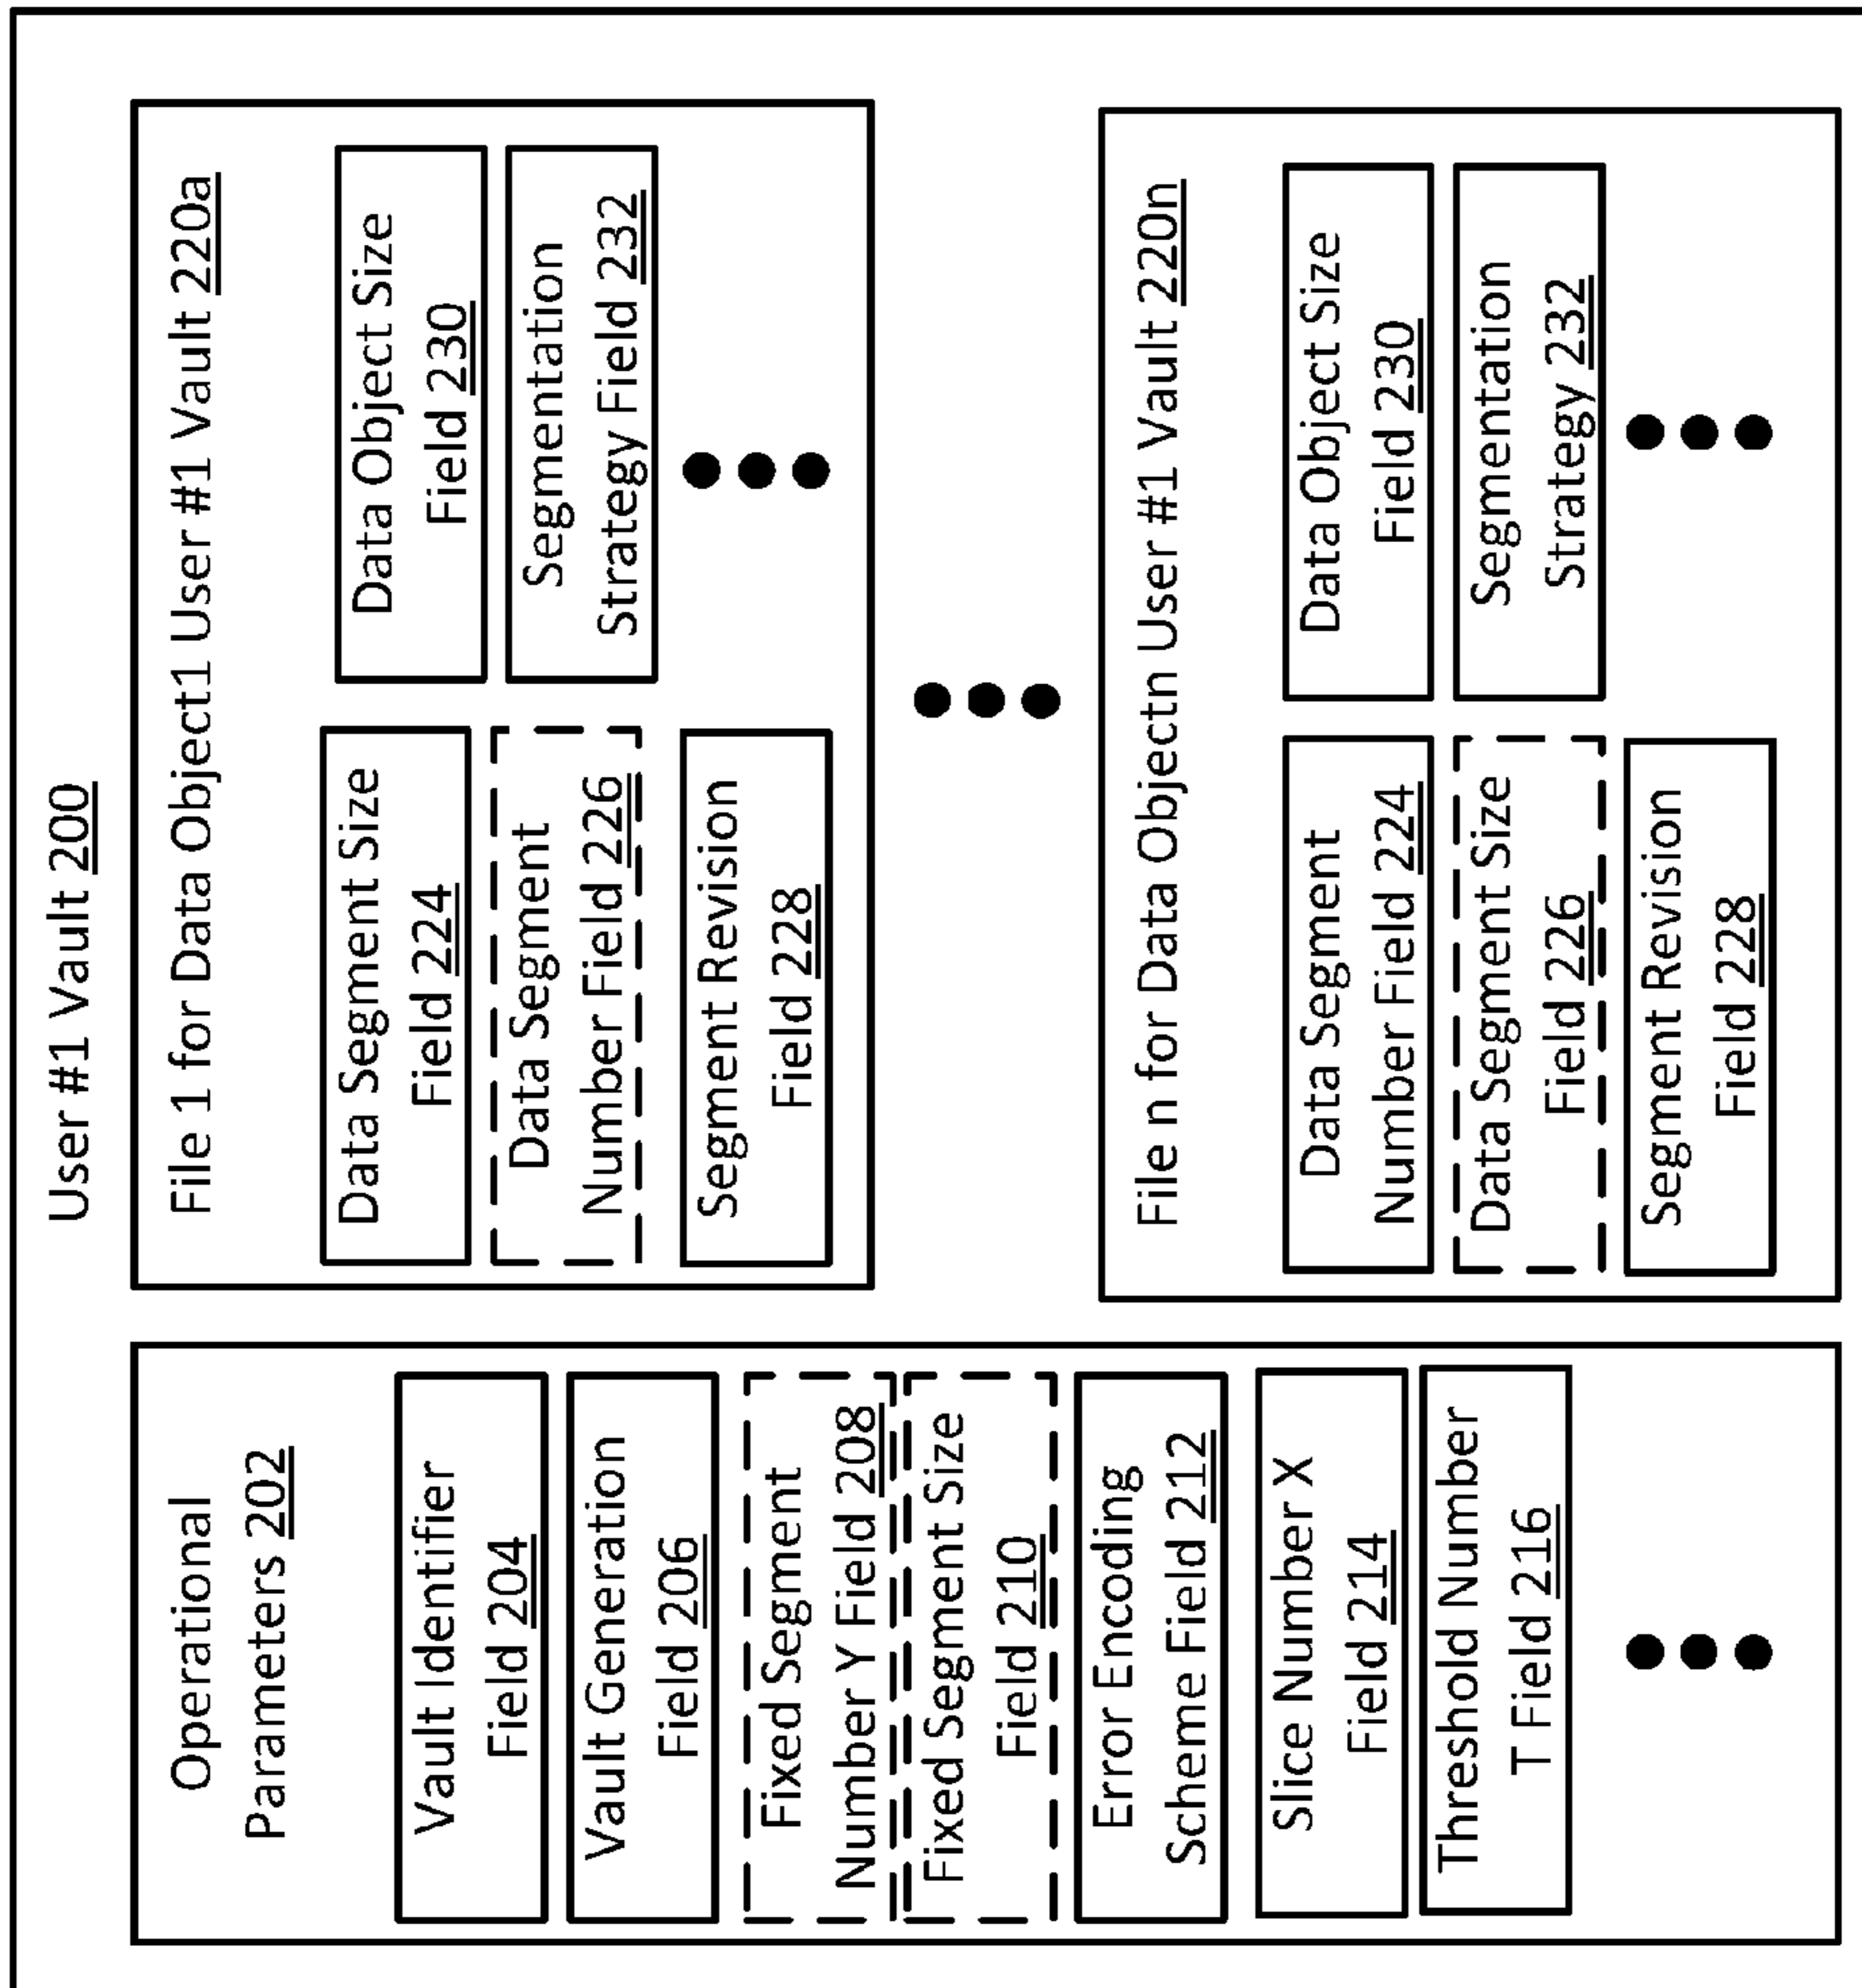 User #1 Vault 200
Operational
Parameters 202
Vault Identifier
Field 204
Vault Generation
Field 206
Fixed Segment
Number Y Field 208
Fixed Segment Size
Field 210
Error Encoding
Scheme Field 212
Slice Number X
Field 214
Threshold Number
T Field 216
File 1 for Data Object1 User #1 Vault 220a
Data Segment Size
Field 224
Data Segment
Number Field 226
Segment Revision
Field 228
Data Object Size
Field 230
Segmentation
Strategy Field 232
File n for Data Objectn User #1 Vault 220n
Data Segment
Number Field 224
Data Segment Size
Field 226
Segment Revision
Field 228
Data Object Size
Field 230
Segmentation
Strategy 232